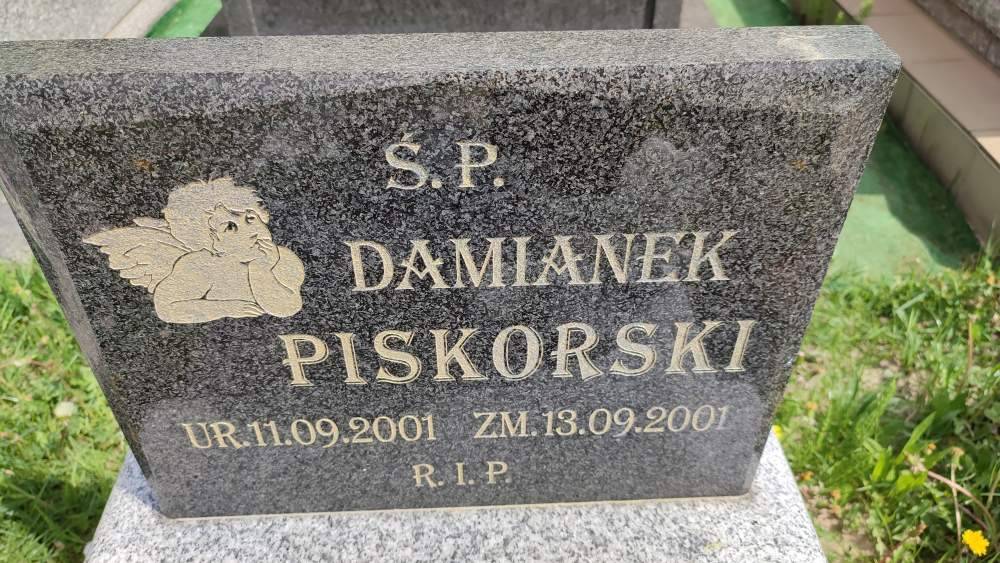 Ś. P.
DAMIANEK
PISKORSKI
UR. 11.09.2001 ZM. 13.09.2001
R. I. P.